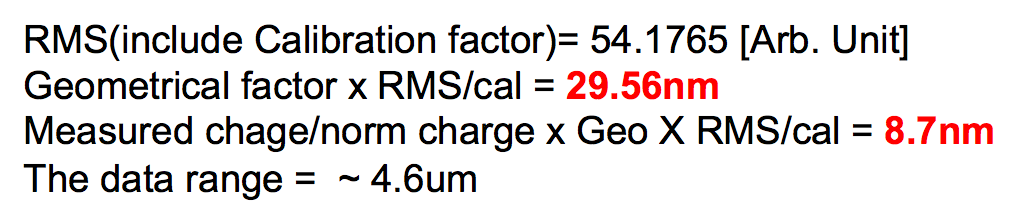 RMS(include Calibration factor)= 54.1765 [Arb. Unit]
Geometrical factor x RMS/cal = 29.56nm
Measured chage/norm charge x Geo X RMS/cal = 8.7nm
The data range =  ~ 4.6um